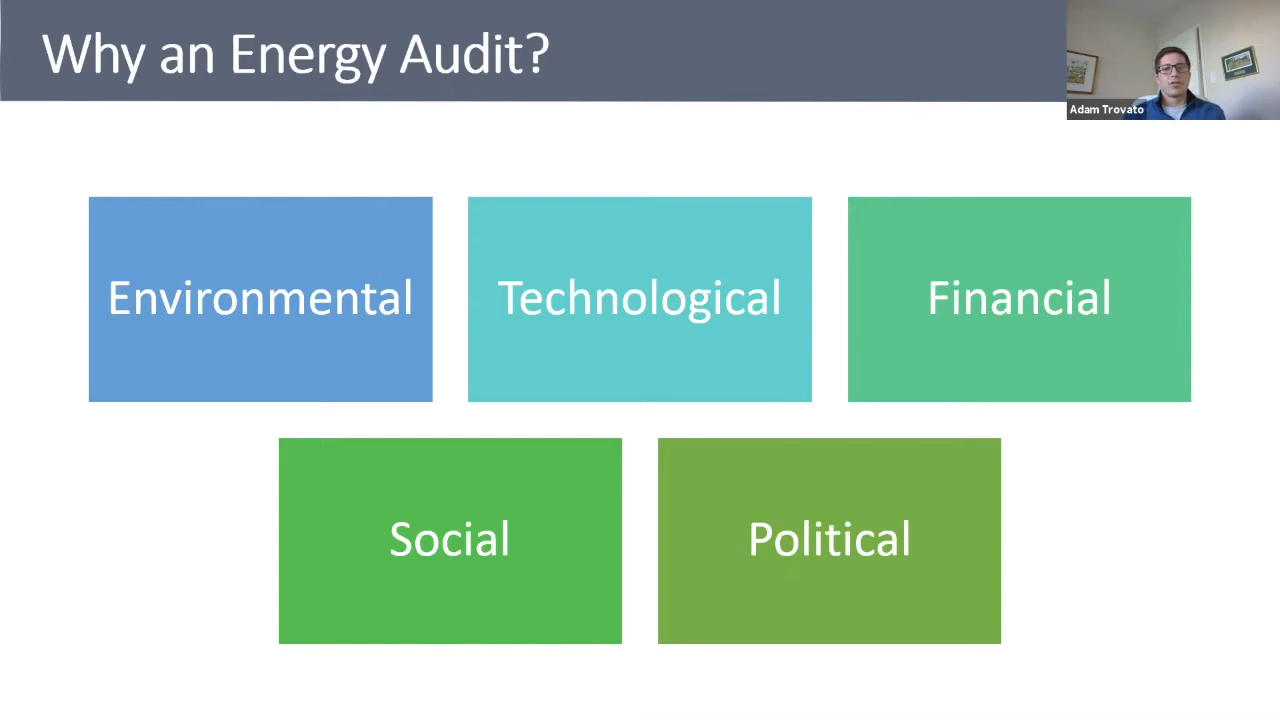 Why an Energy Audit?
Adam Trovato
Environmental
Technological
Financial
Social
Political